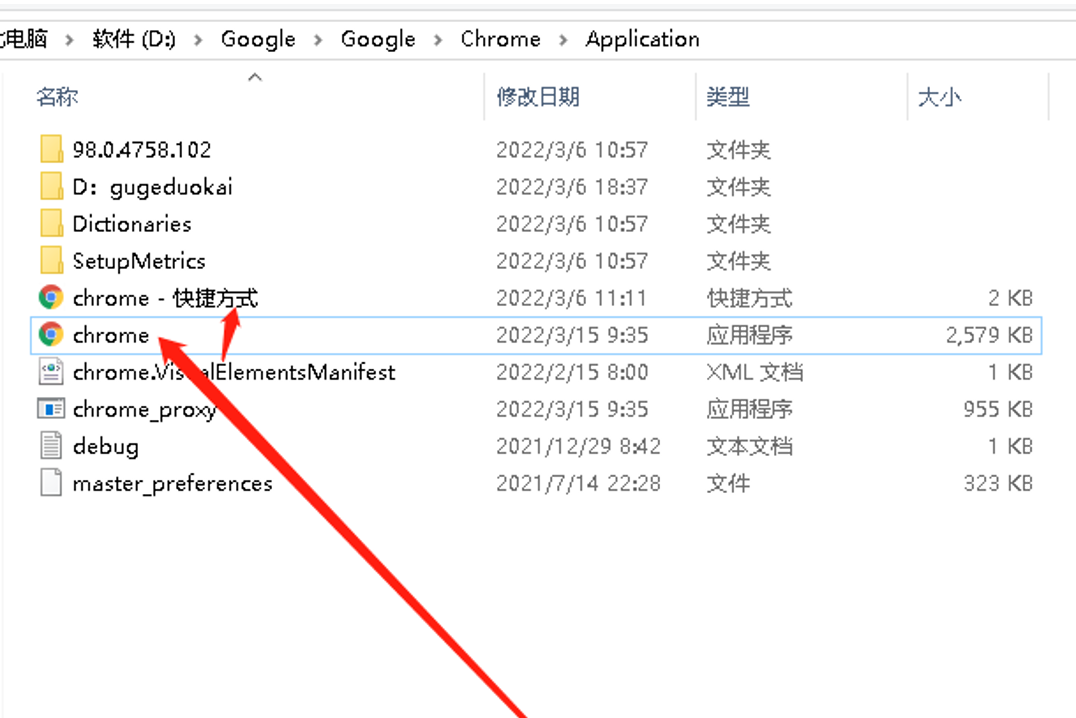 电脑 › 软件 (D:) › Google › Google › Chrome › Application
名称 修改日期 类型 大小
98.0.4758.102 2022/3/6 10:57 文件夹
D：gugeduokai 2022/3/6 18:37 文件夹
Dictionaries 2022/3/6 10:57 文件夹
SetupMetrics 2022/3/6 10:57 文件夹
chrome - 快捷方式 2022/3/6 11:11 快捷方式 2 KB
chrome 2022/3/15 9:35 应用程序 2,579 KB
chrome.VisualElementsManifest 2022/2/15 8:00 XML 文档 1 KB
chrome_proxy 2022/3/15 9:35 应用程序 955 KB
debug 2021/12/29 8:42 文本文档 1 KB
master_preferences 2021/7/14 22:28 文件 323 KB